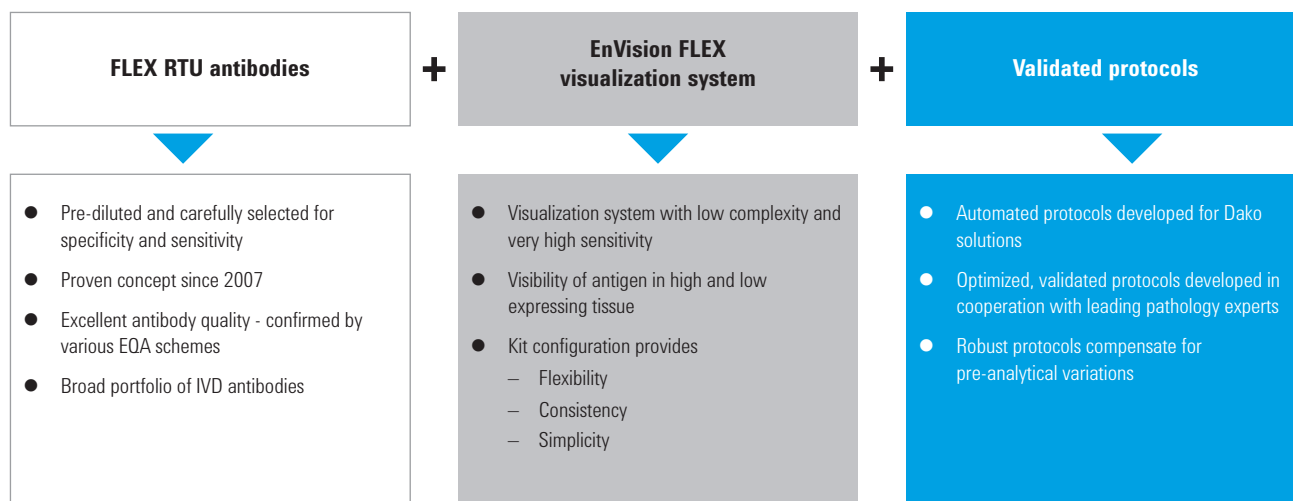 FLEX RTU antibodies
+
EnVision FLEX
visualization system
+
Validated protocols
● Pre-diluted and carefully selected for
specificity and sensitivity
● Proven concept since 2007
● Excellent antibody quality - confirmed by
various EQA schemes
● Broad portfolio of IVD antibodies
● Visualization system with low complexity and
very high sensitivity
● Visibility of antigen in high and low
expressing tissue
● Kit configuration provides
– Flexibility
– Consistency
– Simplicity
● Automated protocols developed for Dako
solutions
● Optimized, validated protocols developed in
cooperation with leading pathology experts
● Robust protocols compensate for
pre-analytical variations